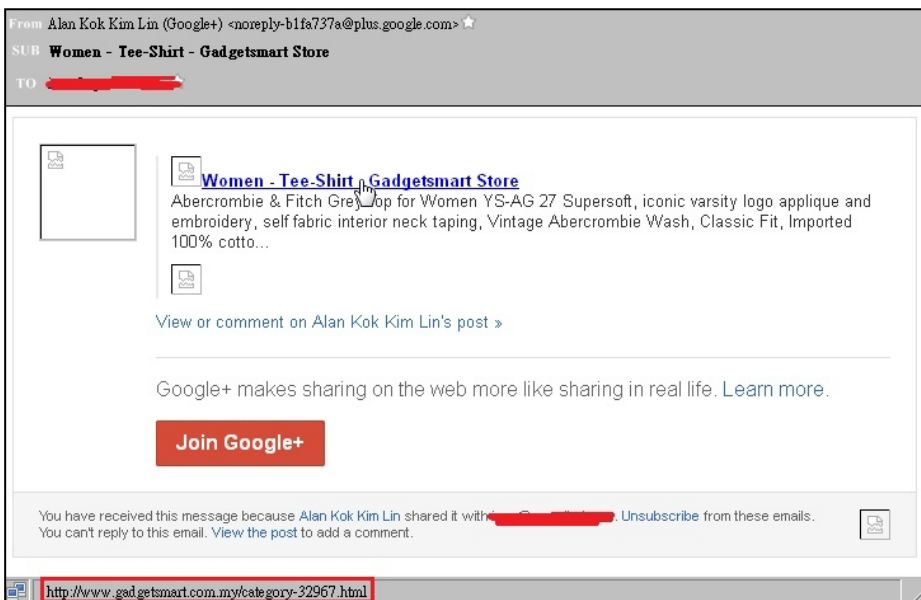 From Alan Kok Kim Lin (Google+) <noreply-b1fa737a@plus.google.com>
SUB Women - Tee-Shirt - Gadgetsmart Store
TO
Women - Tee-Shirt - Gadgetsmart Store
Abercrombie & Fitch Grey Top for Women YS-AG 27 Supersoft, iconic varsity logo applique and
embroidery, self fabric interior neck taping, Vintage Abercrombie Wash, Classic Fit, Imported
100% cotto...
View or comment on Alan Kok Kim Lin's post »
Google+ makes sharing on the web more like sharing in real life. Learn more.
Join Google+
You have received this message because Alan Kok Kim Lin shared it with . Unsubscribe from these emails.
You can't reply to this email. View the post to add a comment.
http://www.gadgetsmart.com.my/category-32967.html